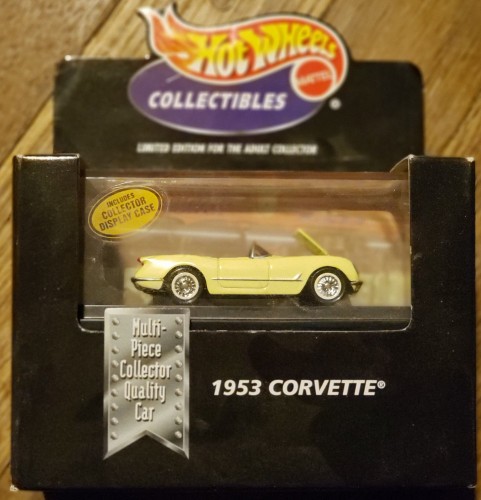 Hot Wheels
MATTEL
COLLECTIBLES
®
LIMITED EDITION FOR THE ADULT COLLECTOR
INCLUDES
COLLECTOR
DISPLAY CASE
Multi-
Piece
Collector
Quality
Car
1953 CORVETTE®